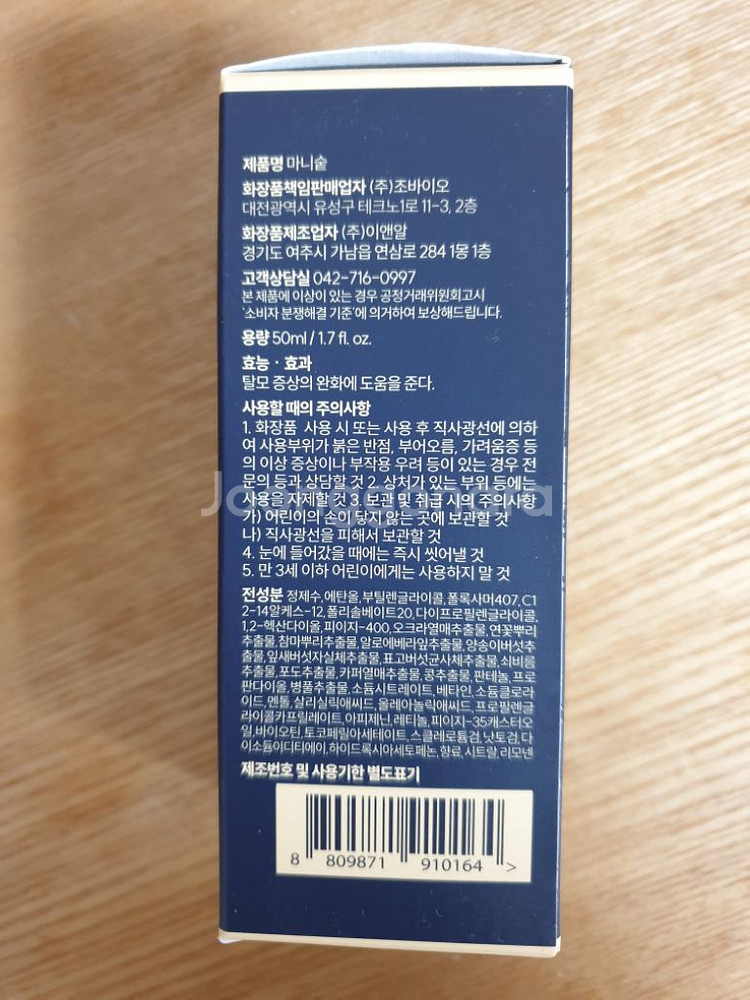 제품명 마니숱
화장품책임판매업자 (주)조바이오
대전광역시 유성구 테크노1로 11-3, 2층
화장품제조업자 (주)이앤알
경기도 여주시 가남읍 연삼로 284 1동 1층
고객상담실 042-716-0997
본 제품에 이상이 있는 경우 공정거래위원회고시
'소비자 분쟁해결 기준'에 의거하여 보상해드립니다.
용량 50ml / 1.7 fl. oz.
효능 · 효과
탈모 증상의 완화에 도움을 준다.
사용할 때의 주의사항
1. 화장품 사용 시 또는 사용 후 직사광선에 의하
여 사용부위가 붉은 반점, 부어오름, 가려움증 등
의 이상 증상이나 부작용 우려 등이 있는 경우 전
문의 등과 상담할 것 2. 상처가 있는 부위 등에는
사용을 자제할 것 3. 보관 및 취급 시의 주의사항
가) 어린이의 손이 닿지 않는 곳에 보관할 것
나) 직사광선을 피해서 보관할 것
4. 눈에 들어갔을 때에는 즉시 씻어낼 것
5. 만 3세 이하 어린이에게는 사용하지 말 것
전성분 정제수,에탄올,부틸렌글라이콜,폴록사머407,C1
2-14알케스-12,폴리솔베이트20,다이프로필렌글라이콜,
1,2-헥산다이올,피이지-400,오크라열매추출물,연꽃뿌리
추출물,참마뿌리추출물,알로에베라잎추출물,양송이버섯추
출물,잎새버섯자실체추출물,표고버섯균사체추출물,쇠비름
추출물,포도추출물,카퍼열매추출물,콩추출물,판테놀,프로
판다이올,병풀추출물,소듐시트레이트,베타인,소듐클로라
이드,멘톨,살리실릭애씨드,올레아놀릭애씨드,프로필렌글
라이콜카프릴레이트,아피제닌,레티놀,피이지-35캐스터오
일,바이오틴,토코페릴아세테이트,스클레로튬검,낫토검,다
이소듐이디티에이,하이드록시아세토페논,향료,시트랄,리모넨
제조번호 및 사용기한 별도표기
8 809871 910164 >
Joonggonara